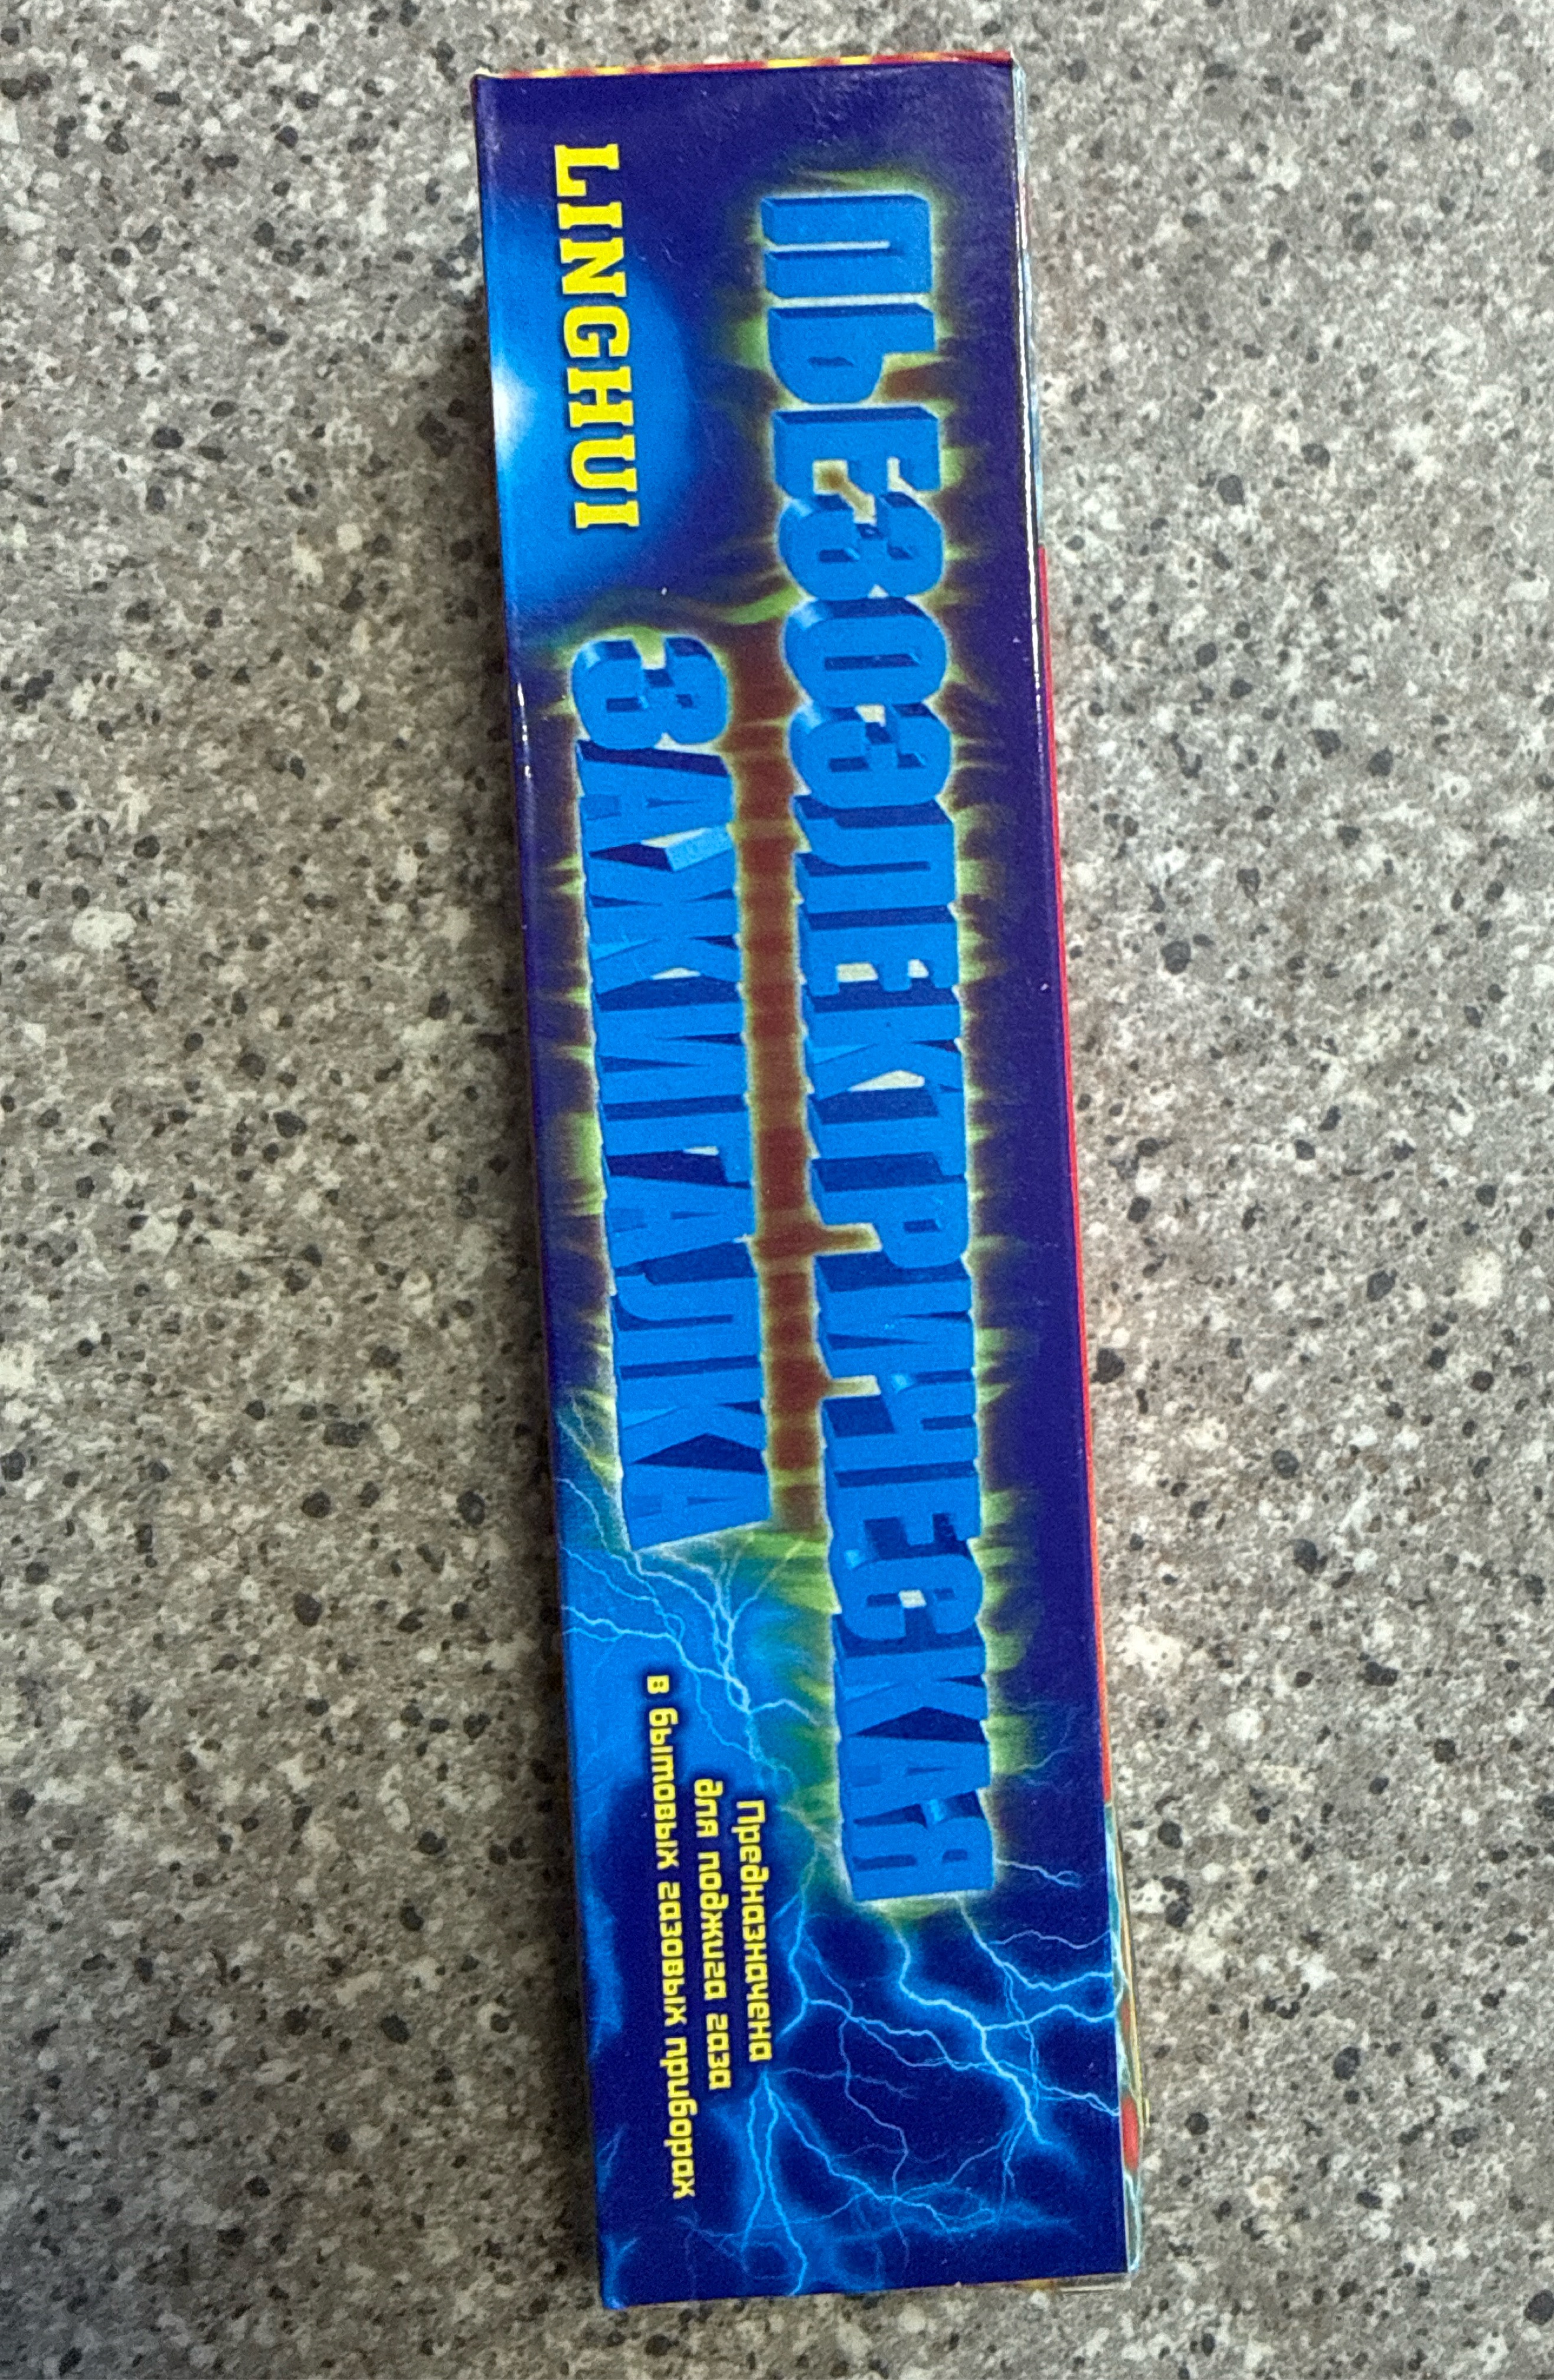 ПЬЕЗОЭЛЕКТРИЧЕСКАЯ
ЗАЖИГАЛКА
LINGHUI
Предназначена
для поджига газа
в бытовых газовых приборах